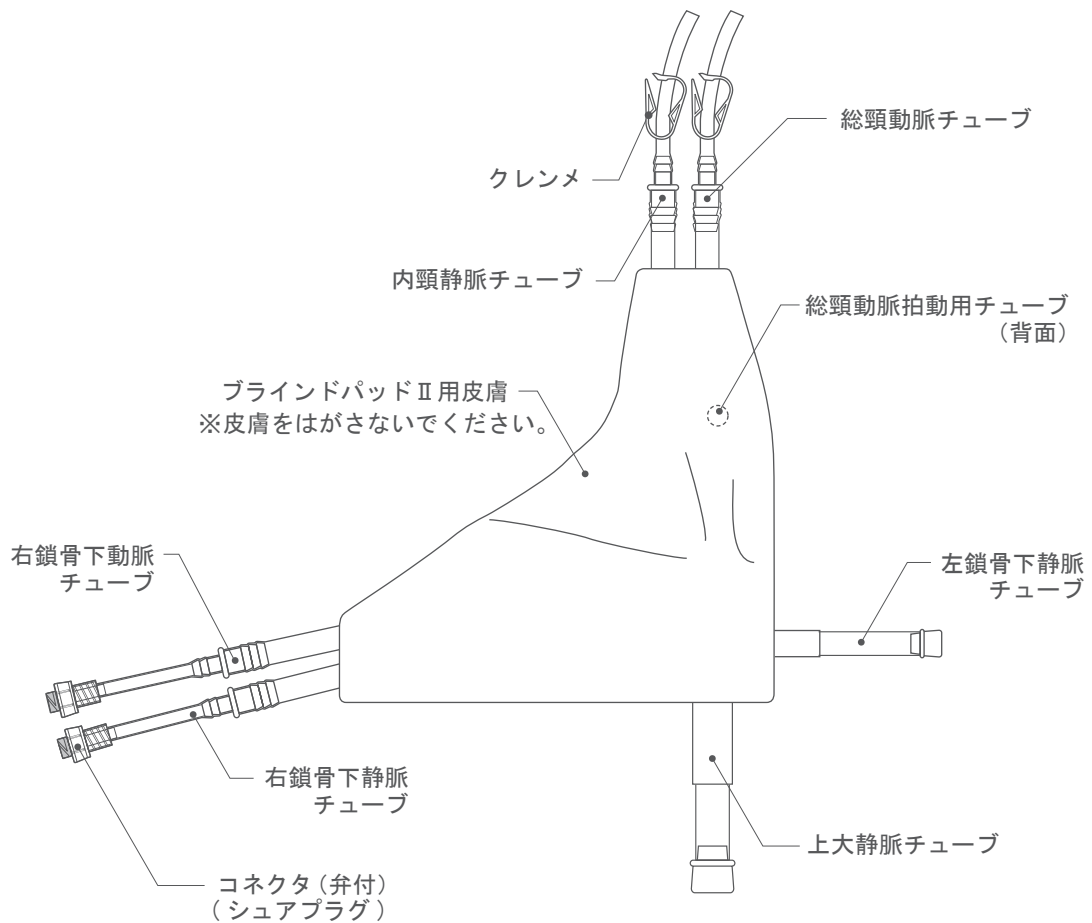 総頸動脈チューブ
クレンメ
内頸静脈チューブ
総頸動脈拍動用チューブ
（背面）
ブラインドパッドⅡ用皮膚
※皮膚をはがさないでください。
右鎖骨下動脈
チューブ
左鎖骨下静脈
チューブ
右鎖骨下静脈
チューブ
上大静脈チューブ
コネクタ（弁付）
（シュアプラグ）